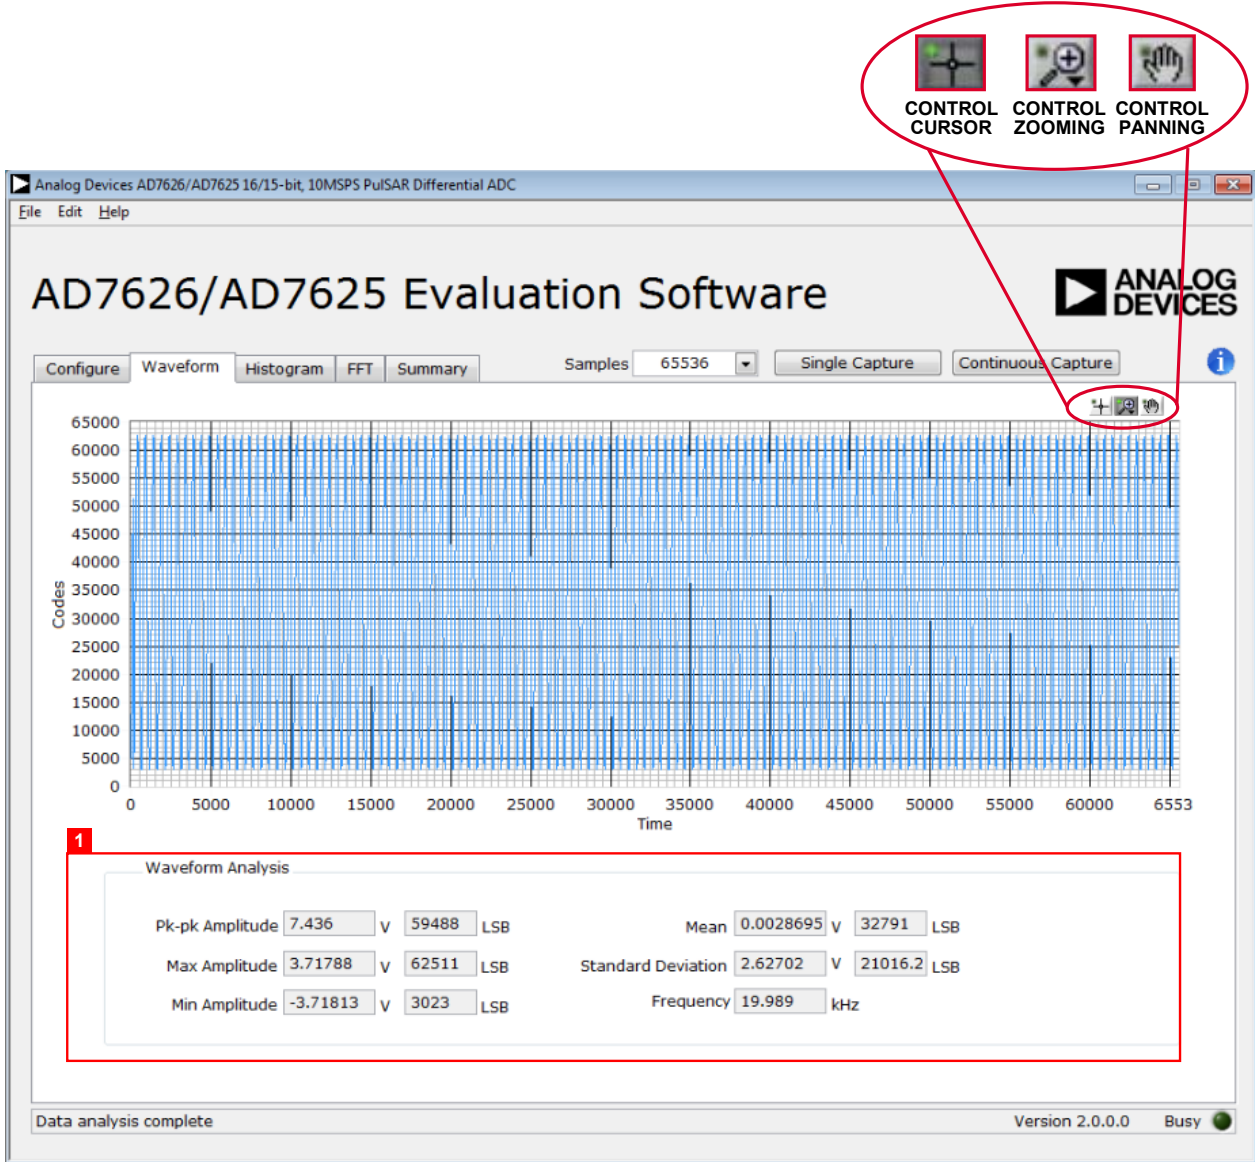 CONTROL CONTROL CONTROL
CURSOR ZOOMING PANNING
Analog Devices AD7626/AD7625 16/15-bit, 10MSPS PulSAR Differential ADC
File Edit Help
AD7626/AD7625 Evaluation Software
ANALOG
DEVICES
Configure Waveform Histogram FFT Summary Samples 65536 Single Capture Continuous Capture i
65000
60000
55000
50000
45000
40000
35000
30000
25000
20000
15000
10000
5000
0
Codes
0 5000 10000 15000 20000 25000 30000 35000 40000 45000 50000 55000 60000 6553
Time
1
Waveform Analysis
Pk-pk Amplitude 7.436 V 59488 LSB Mean 0.0028695 V 32791 LSB
Max Amplitude 3.71788 V 62511 LSB Standard Deviation 2.62702 V 21016.2 LSB
Min Amplitude -3.71813 V 3023 LSB Frequency 19.989 kHz
Data analysis complete Version 2.0.0.0 Busy